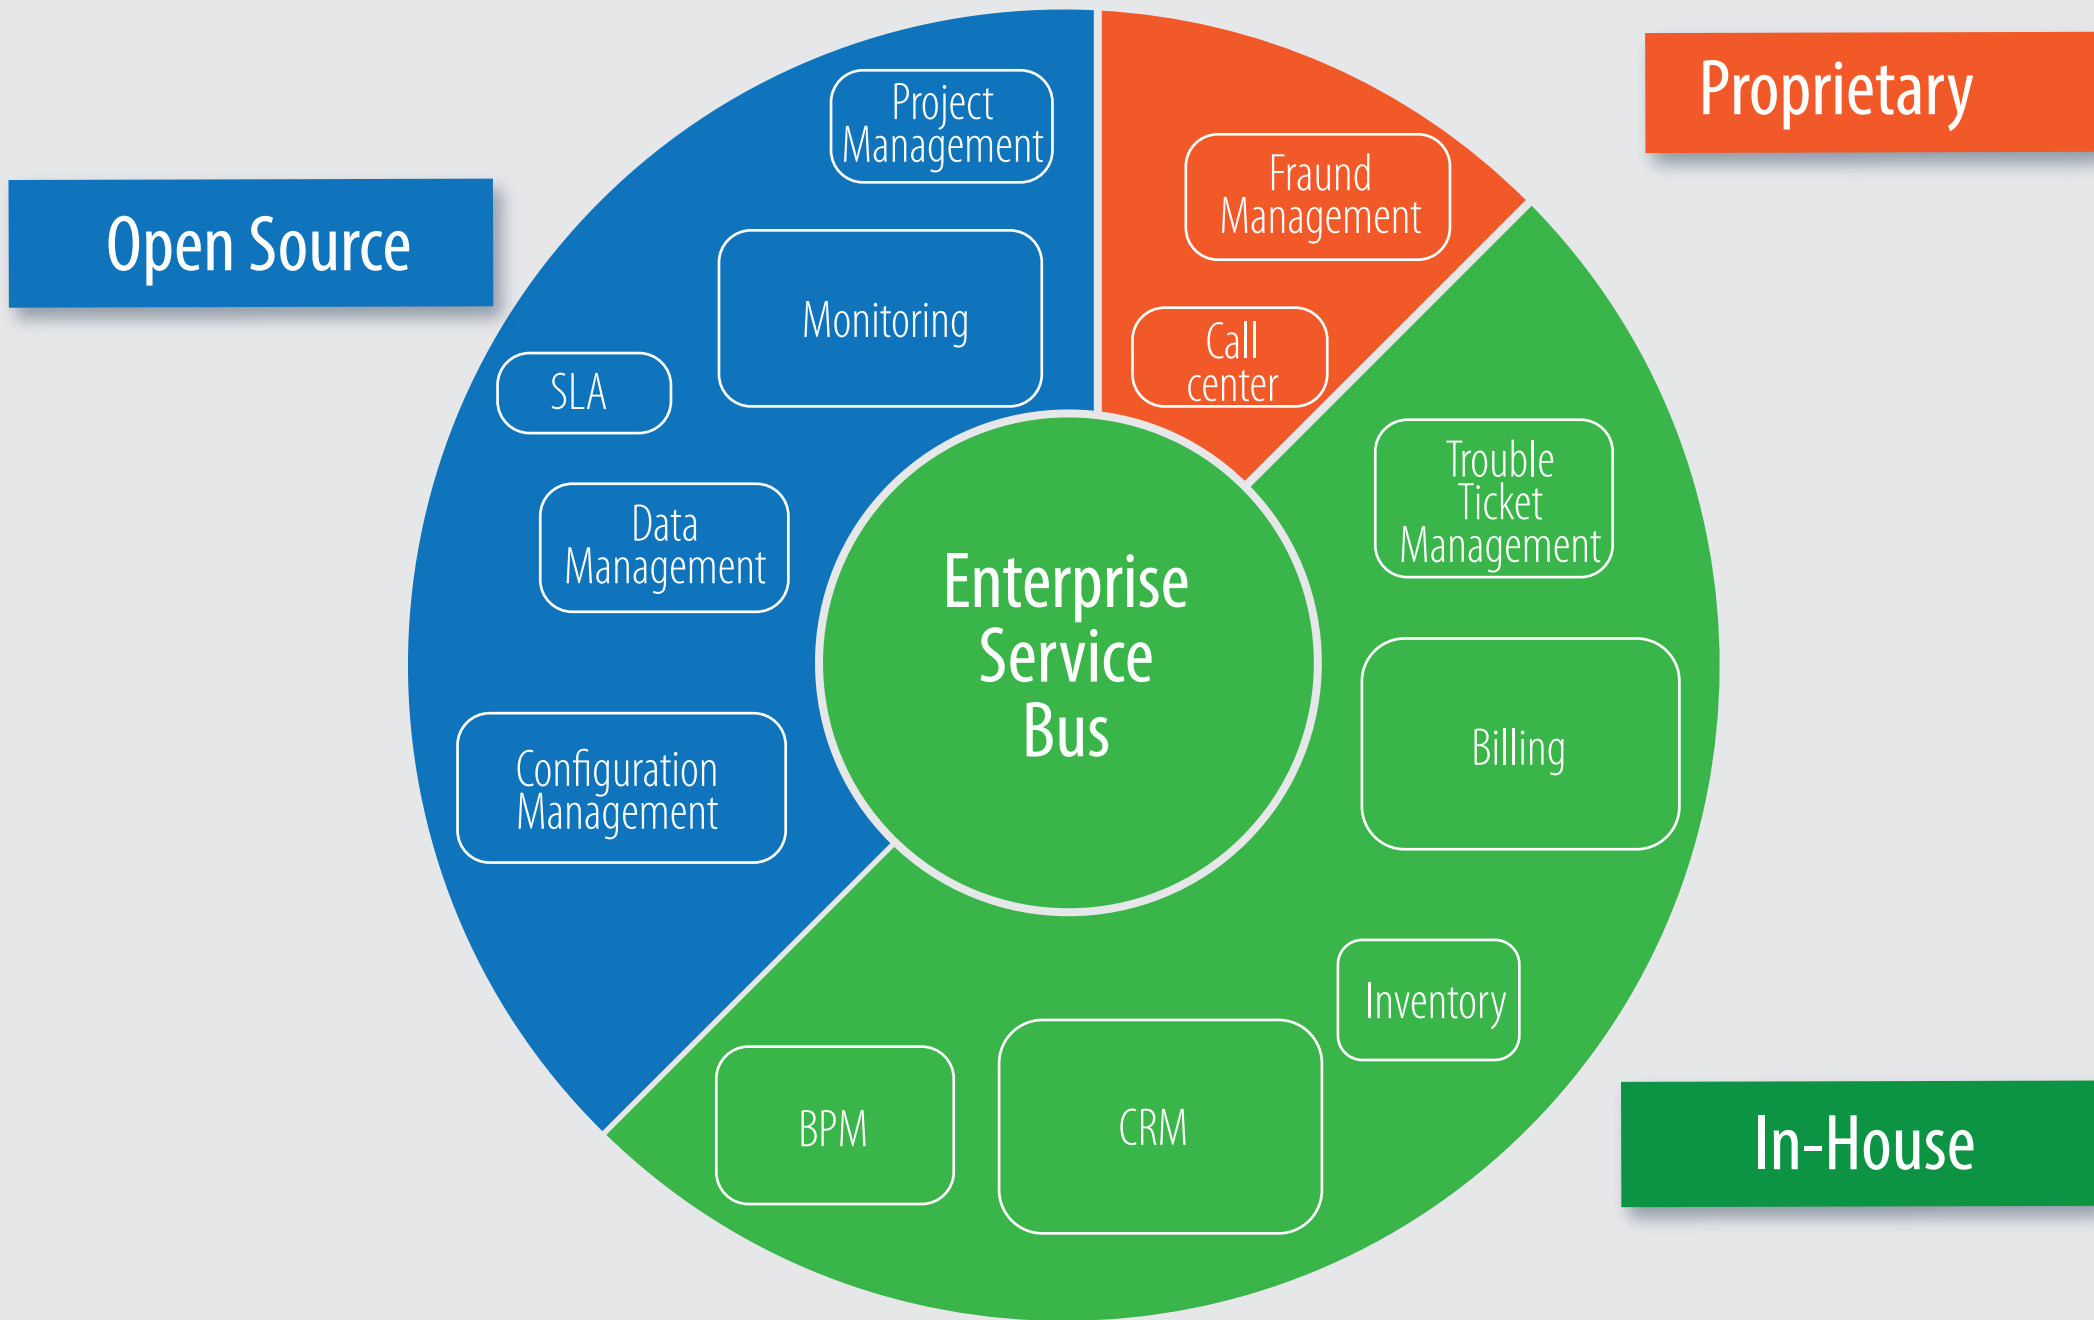 Open Source
Proprietary
Project
Management
Monitoring
SLA
Data
Management
Configuration
Management
Fraund
Management
Call
center
Enterprise
Service
Bus
Trouble
Ticket
Management
Billing
Inventory
CRM
BPM
In-House